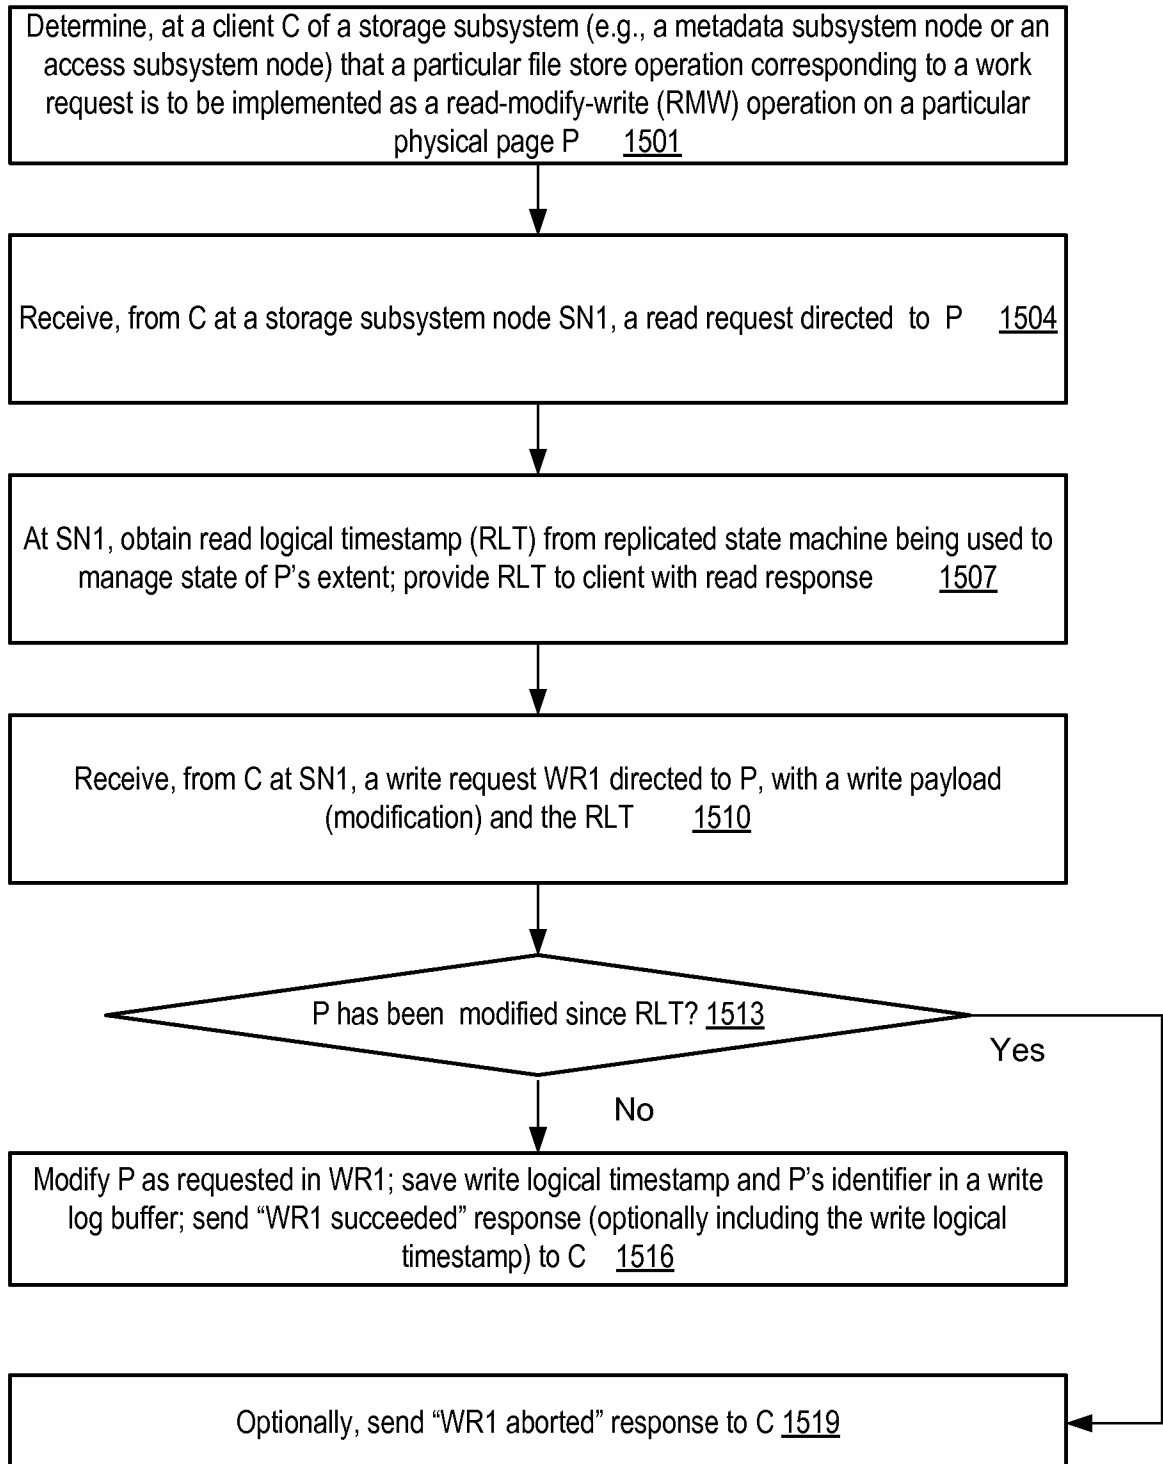 Determine, at a client C of a storage subsystem (e.g., a metadata subsystem node or an
access subsystem node) that a particular file store operation corresponding to a work
request is to be implemented as a read-modify-write (RMW) operation on a particular
physical page P 1501
Receive, from C at a storage subsystem node SN1, a read request directed to P 1504
At SN1, obtain read logical timestamp (RLT) from replicated state machine being used to
manage state of P’s extent; provide RLT to client with read response 1507
Receive, from C at SN1, a write request WR1 directed to P, with a write payload
(modification) and the RLT 1510
P has been modified since RLT? 1513
Yes
No
Modify P as requested in WR1; save write logical timestamp and P’s identifier in a write
log buffer; send “WR1 succeeded” response (optionally including the write logical
timestamp) to C 1516
Optionally, send “WR1 aborted” response to C 1519